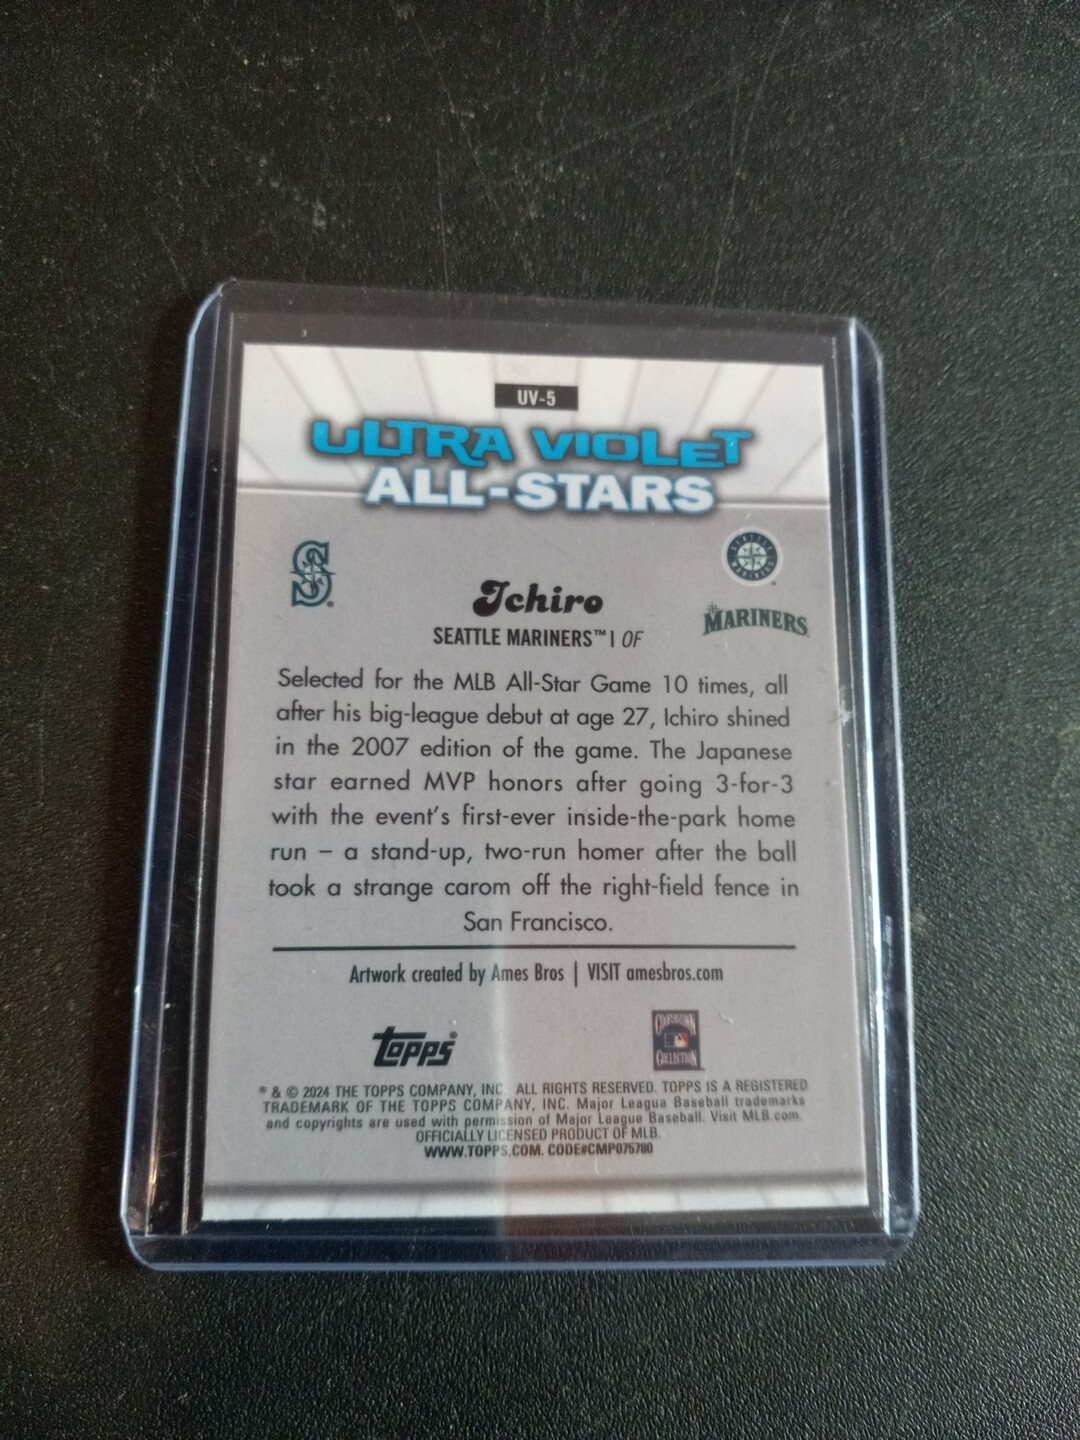 UV-5
ULTRA VIOLET
ALL-STARS
S
SEATTLE MARINERS
Ichiro
MARINERS
SEATTLE MARINERS™ | OF
Selected for the MLB All-Star Game 10 times, all
after his big-league debut at age 27, Ichiro shined
in the 2007 edition of the game. The Japanese
star earned MVP honors after going 3-for-3
with the event's first-ever inside-the-park home
run – a stand-up, two-run homer after the ball
took a strange carom off the right-field fence in
San Francisco.
Artwork created by Ames Bros | VISIT amesbros.com
topps®
COOPERSTOWN
COLLECTION
® & © 2024 THE TOPPS COMPANY, INC. ALL RIGHTS RESERVED. TOPPS IS A REGISTERED
TRADEMARK OF THE TOPPS COMPANY, INC. Major League Baseball trademarks
and copyrights are used with permission of Major League Baseball. Visit MLB.com.
OFFICIALLY LICENSED PRODUCT OF MLB.
WWW.TOPPS.COM. CODE#CMP075780